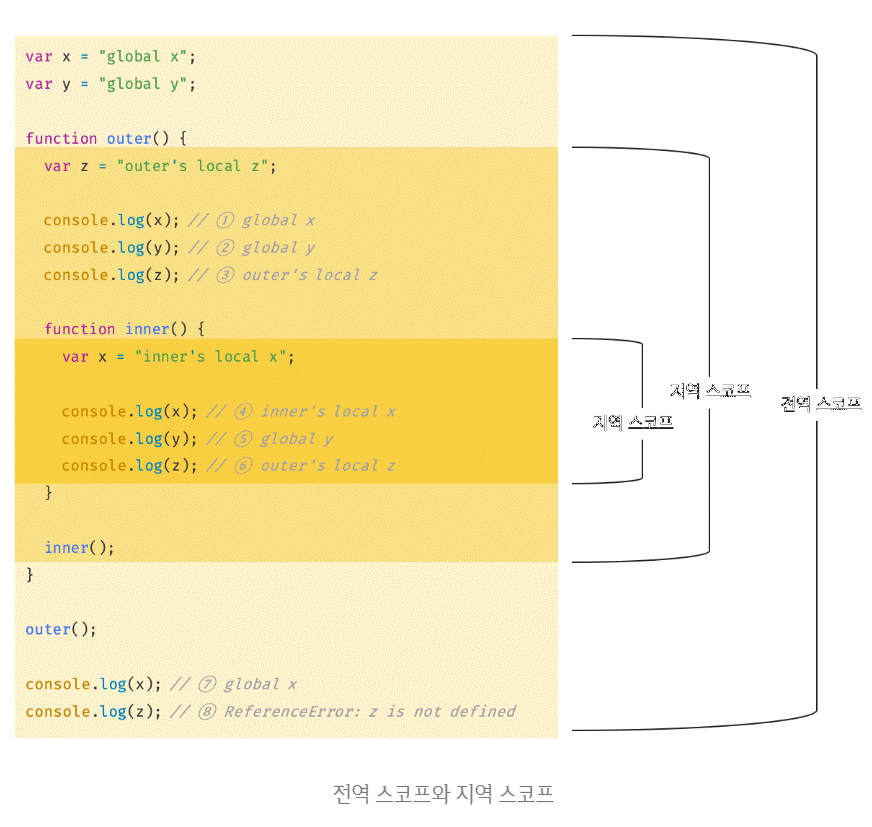 var x = "global x";
var y = "global y";
function outer() {
var z = "outer's local z";
console.log(x); // ① global x
console.log(y); // ② global y
console.log(z); // ③ outer's local z
function inner() {
var x = "inner's local x";
console.log(x); // ④ inner's local x
console.log(y); // ⑤ global y
console.log(z); // ⑥ outer's local z
}
inner();
}
outer();
console.log(x); // ⑦ global x
console.log(z); // ⑧ ReferenceError: z is not defined
지역 스코프
지역 스코프
전역 스코프
전역 스코프와 지역 스코프